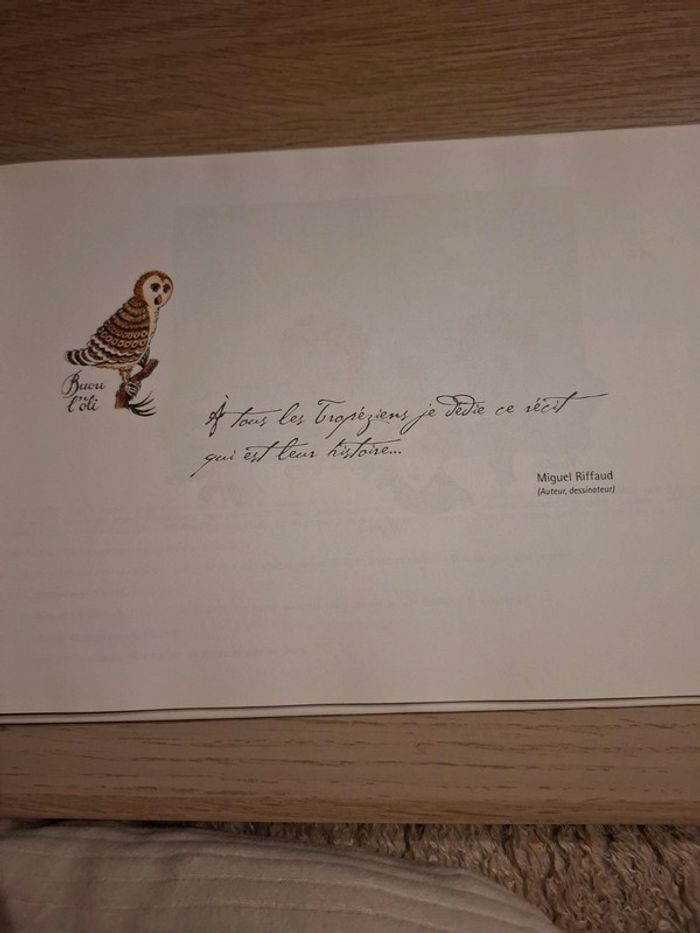 Buou
l'oli
À tous les Tropéziens je dédie ce récit
qui est leur histoire...
Miguel Riffaud
(Auteur, dessinateur)